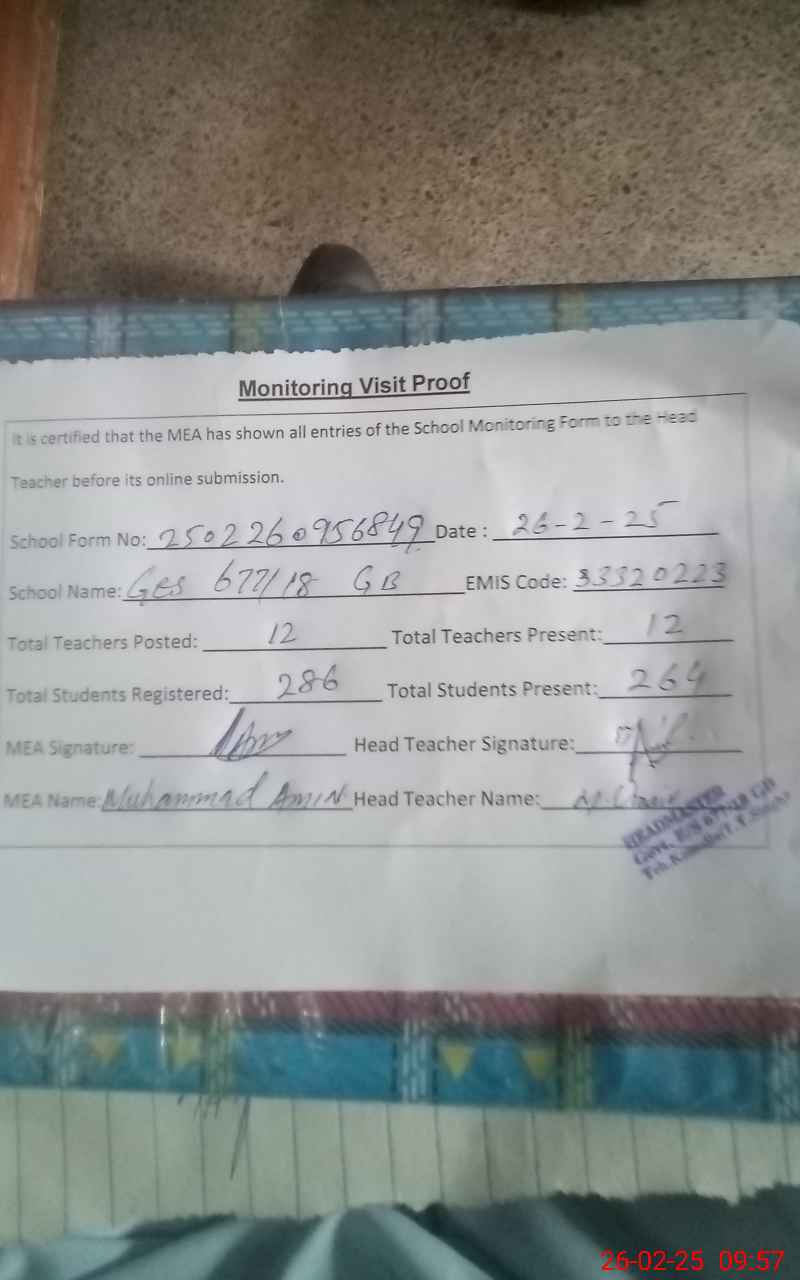 Monitoring Visit Proof
It is certified that the MEA has shown all entries of the School Monitoring Form to the Head
Teacher before its online submission.
School Form No: 2502260956849 Date : 26-2-25
School Name: Ges 677/18 GB EMIS Code: 33320223
Total Teachers Posted: 12 Total Teachers Present: 12
Total Students Registered: 286 Total Students Present: 264
MEA Signature: Head Teacher Signature:
MEA Name: Muhammad Amin Head Teacher Name:
HEADMASTER
Govt.
26-02-25 09:57